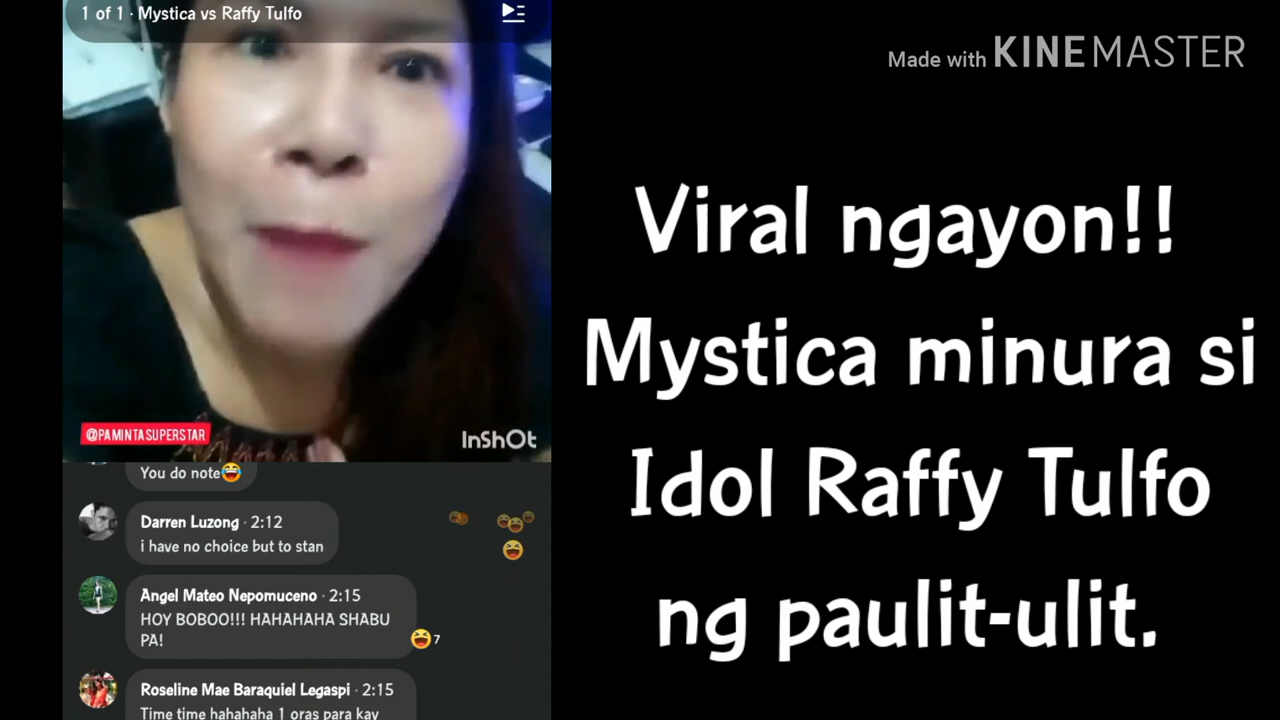 1 of 1 · Mystica vs Raffy Tulfo
@PAMINTASUPERSTAR
InShOt
You do note😂
Darren Luzong · 2:12
i have no choice but to stan
Angel Mateo Nepomuceno · 2:15
HOY BOBOO!!! HAHAHAHA SHABU
PA!
7
Roseline Mae Baraquiel Legaspi · 2:15
Time time hahahaha 1 oras para kay
Made with KINEMASTER
Viral ngayon!!
Mystica minura si
Idol Raffy Tulfo
ng paulit-ulit.